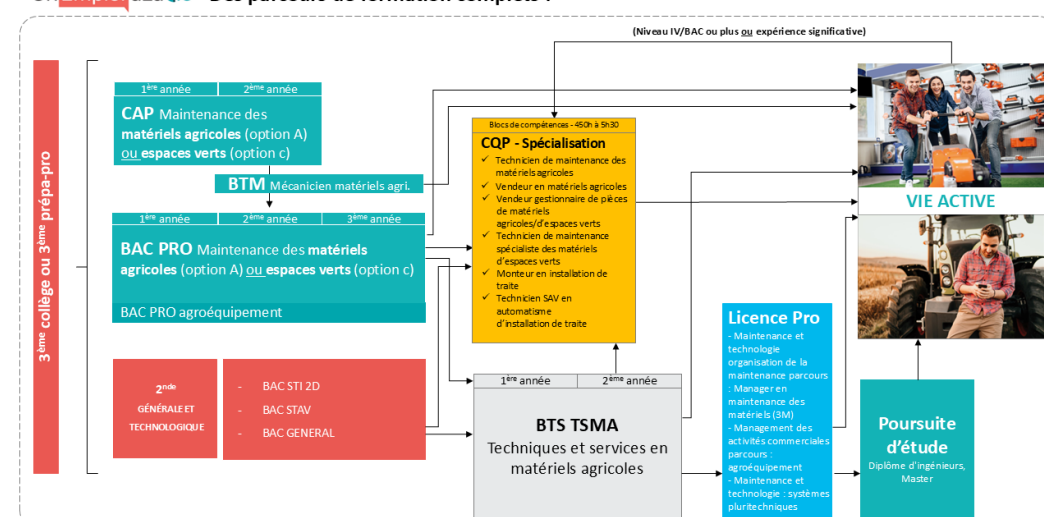 Des parcours de formation complets !
(Niveau IV/BAC ou plus ou expérience significative)
3ème collège ou 3ème prépa-pro
1ère année 2ème année
CAP Maintenance des
matériels agricoles (option A)
ou espaces verts (option c)
BTM Mécanicien matériels agri.
1ère année 2ème année 3ème année
BAC PRO Maintenance des matériels
agricoles (option A) ou espaces verts (option c)
BAC PRO agroéquipement
2nde
GÉNÉRALE ET
TECHNOLOGIQUE
- BAC STI 2D
- BAC STAV
- BAC GENERAL
Blocs de compétences - 450h à 5h30
CQP - Spécialisation
✓ Technicien de maintenance des
matériels agricoles
✓ Vendeur en matériels agricoles
✓ Vendeur gestionnaire de pièces
de matériels
agricoles/d'espaces verts
✓ Technicien de maintenance
spécialiste des matériels
d'espaces verts
✓ Monteur en installation de
traite
✓ Technicien SAV en
automatisme
d'installation de traite
1ère année 2ème année
BTS TSMA
Techniques et services en
matériels agricoles
Licence Pro
- Maintenance et
technologie
organisation de la
maintenance parcours
: Manager en
maintenance des
matériels (3M)
- Management des
activités commerciales
parcours :
agroéquipement
- Maintenance et
technologie : systèmes
pluritechniques
VIE ACTIVE
Poursuite
d'étude
Diplôme d'ingénieurs,
Master